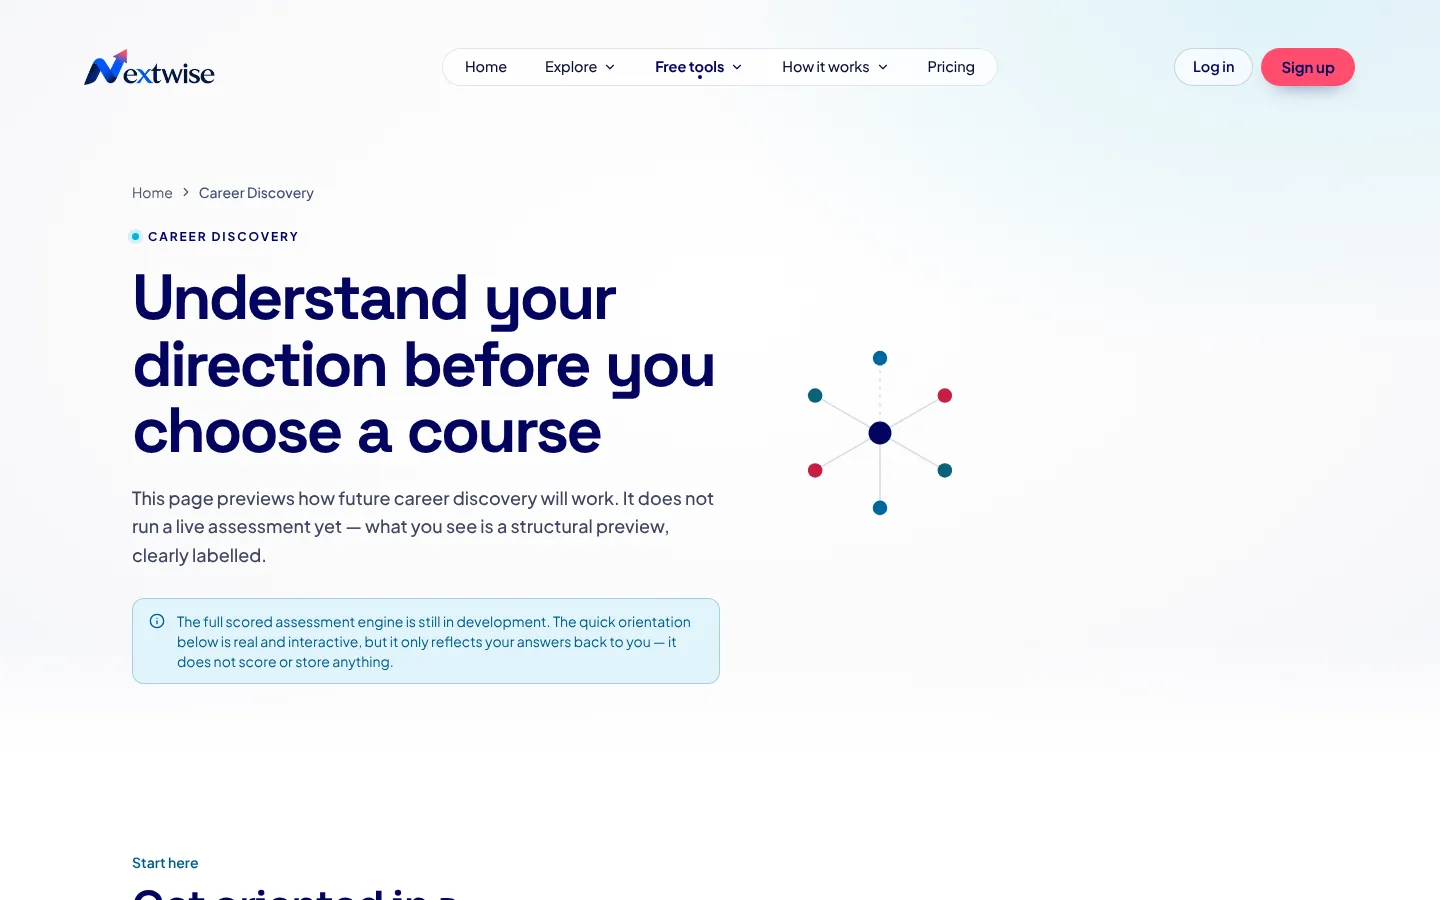 Nextwise
Home
Explore
Free tools
How it works
Pricing
Log in
Sign up
Home > Career Discovery
CAREER DISCOVERY
Understand your
direction before you
choose a course
This page previews how future career discovery will work. It does not
run a live assessment yet — what you see is a structural preview,
clearly labelled.
The full scored assessment engine is still in development. The quick orientation
below is real and interactive, but it only reflects your answers back to you — it
does not score or store anything.
Start here
Get oriented in a